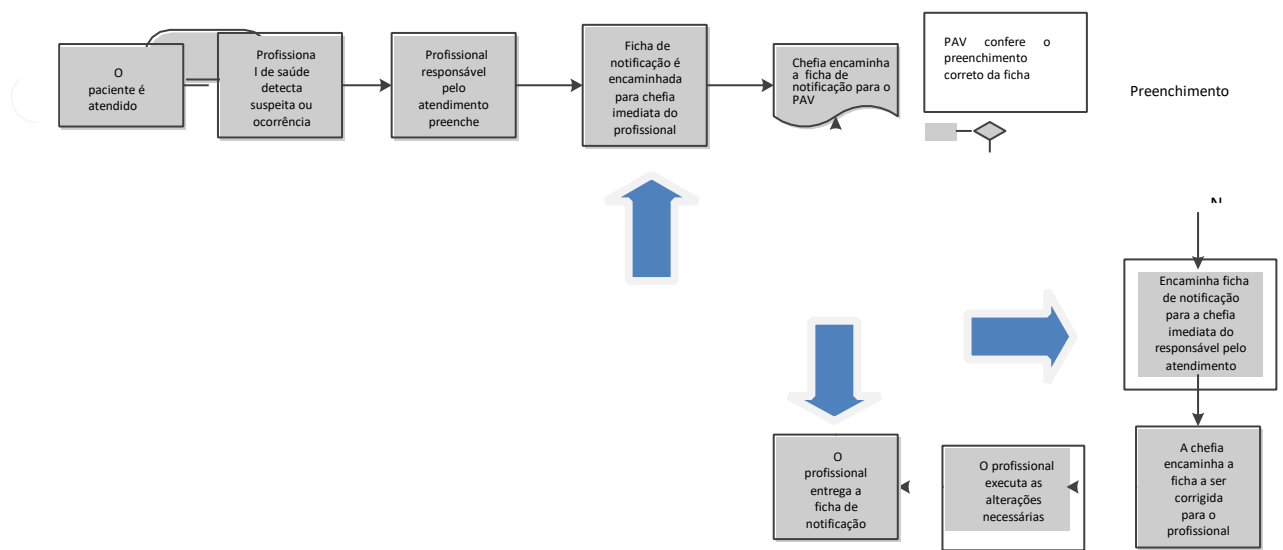 O
paciente é
atendido
Profissiona
l de saúde
detecta
suspeita ou
ocorrência
Profissional
responsável
pelo
atendimento
preenche
Ficha de
notificação é
encaminhada
para chefia
imediata do
profissional
Chefia encaminha
a ficha de
notificação para o
PAV
PAV confere o
preenchimento
correto da ficha
Preenchimento
N
Encaminha ficha
de notificação
para a chefia
imediata do
responsável pelo
atendimento
A chefia
encaminha a
ficha a ser
corrigida
para o
profissional
O profissional
executa as
alterações
necessárias
O
profissional
entrega a
ficha de
notificação